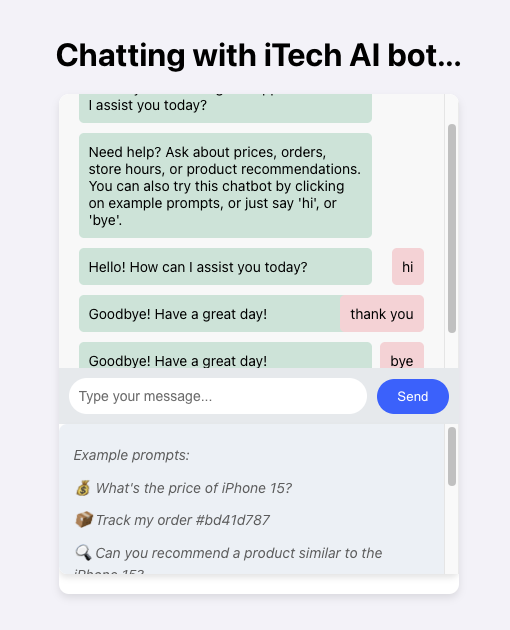 Chatting with iTech AI bot...
I assist you today?
Need help? Ask about prices, orders,
store hours, or product recommendations.
You can also try this chatbot by clicking
on example prompts, or just say 'hi', or
'bye'.
Hello! How can I assist you today?
hi
Goodbye! Have a great day!
thank you
Goodbye! Have a great day!
bye
Type your message...
Send
Example prompts:
💰 What's the price of iPhone 15?
📦 Track my order #bd41d787
🔍 Can you recommend a product similar to the
iPhone 15?